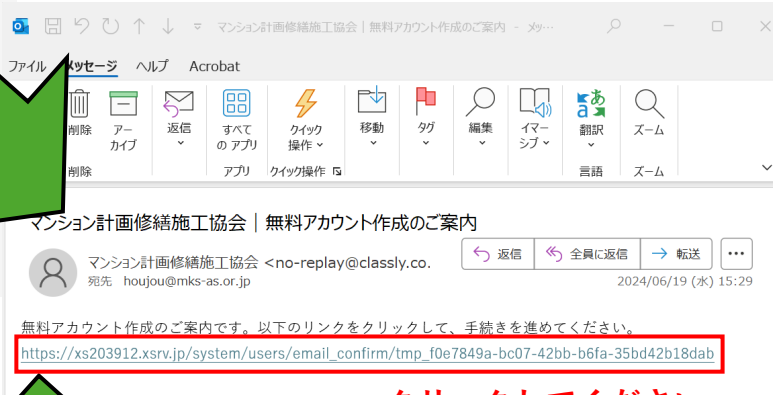 マンション計画修繕施工協会｜無料アカウント作成のご案内 - メッ…
ファイル メッセージ ヘルプ Acrobat
削除 アーカイブ 返信 すべてのアプリ クイック操作 移動 タグ 編集 イマーシブ 翻訳 ズーム
削除 アプリ クイック操作 言語 ズーム
マンション計画修繕施工協会｜無料アカウント作成のご案内
マンション計画修繕施工協会 <no-replay@classly.co.
返信 全員に返信 転送
宛先 houjou@mks-as.or.jp
2024/06/19 (水) 15:29
無料アカウント作成のご案内です。以下のリンクをクリックして、手続きを進めてください。
https://xs203912.xsrv.jp/system/users/email_confirm/tmp_f0e7849a-bc07-42bb-b6fa-35bd42b18dab